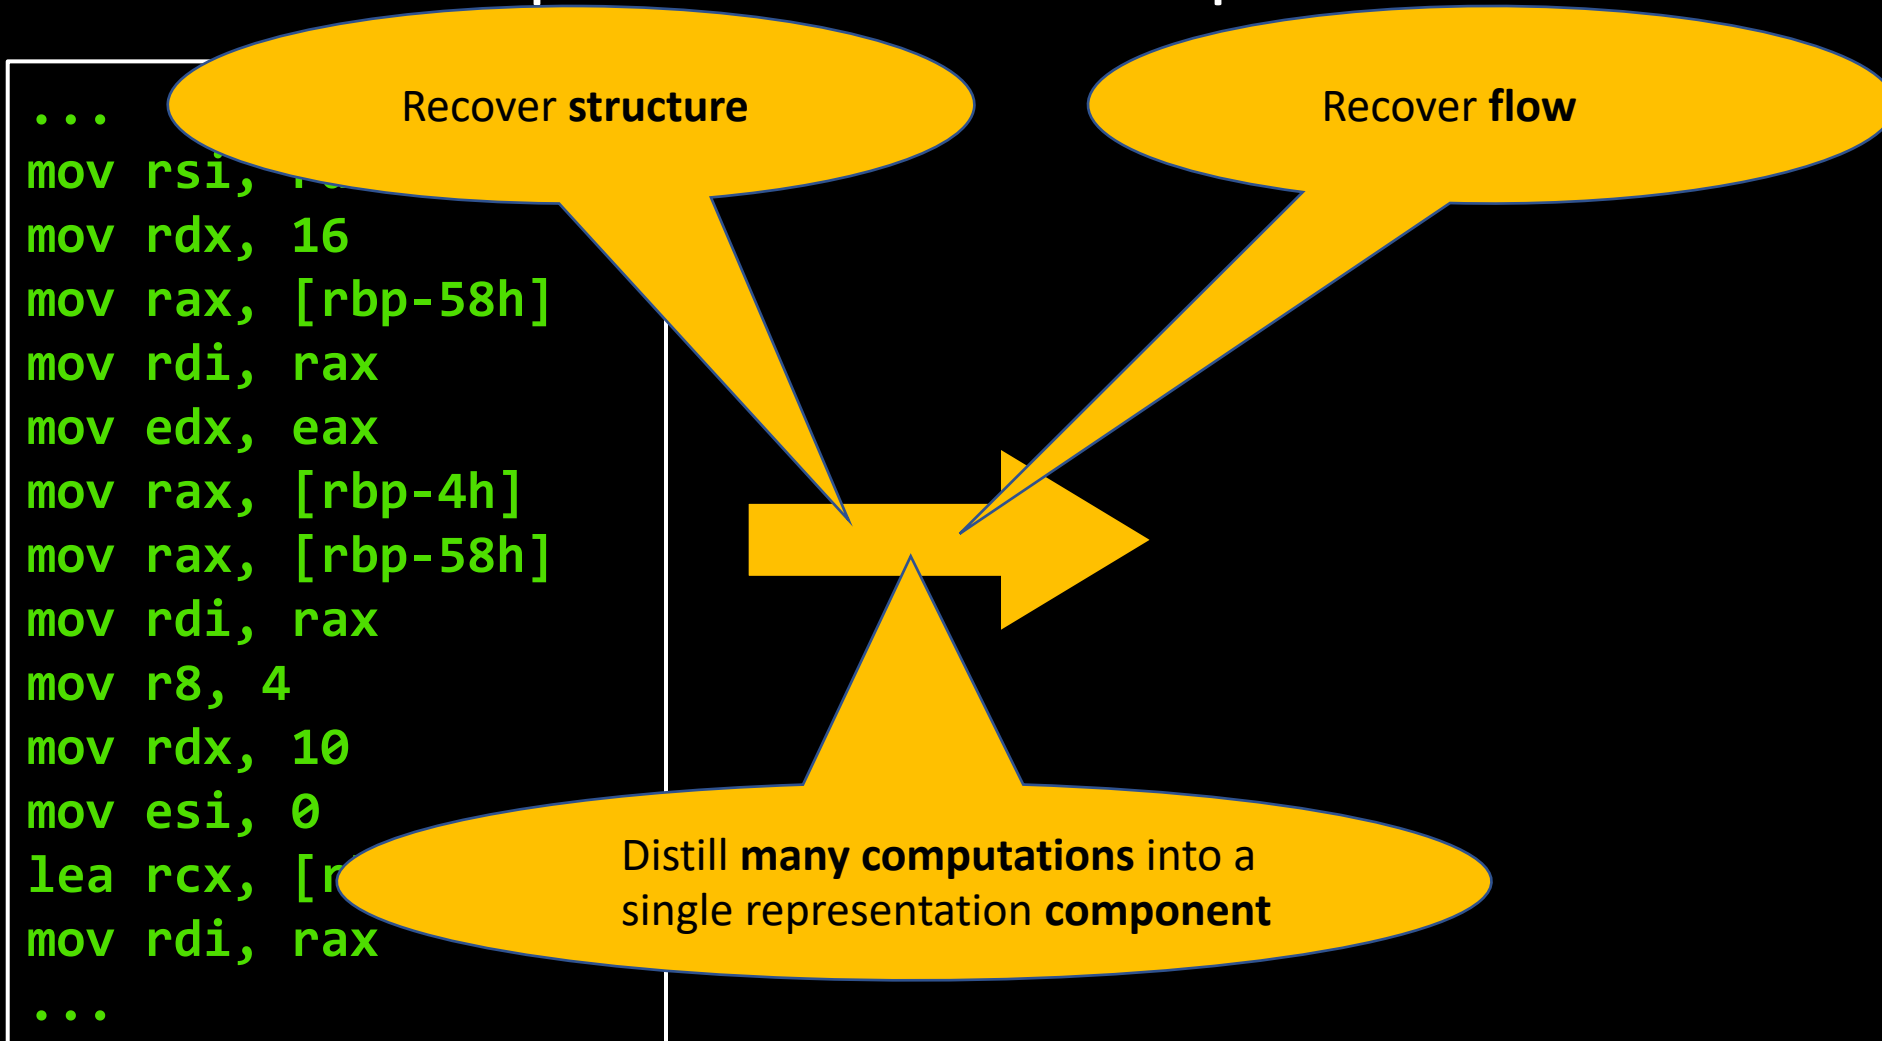 Recover structure
Recover flow
...
mov rsi,
mov rdx, 16
mov rax, [rbp-58h]
mov rdi, rax
mov edx, eax
mov rax, [rbp-4h]
mov rax, [rbp-58h]
mov rdi, rax
mov r8, 4
mov rdx, 10
mov esi, 0
lea rcx, [r
mov rdi, rax
...
Distill many computations into a
single representation component